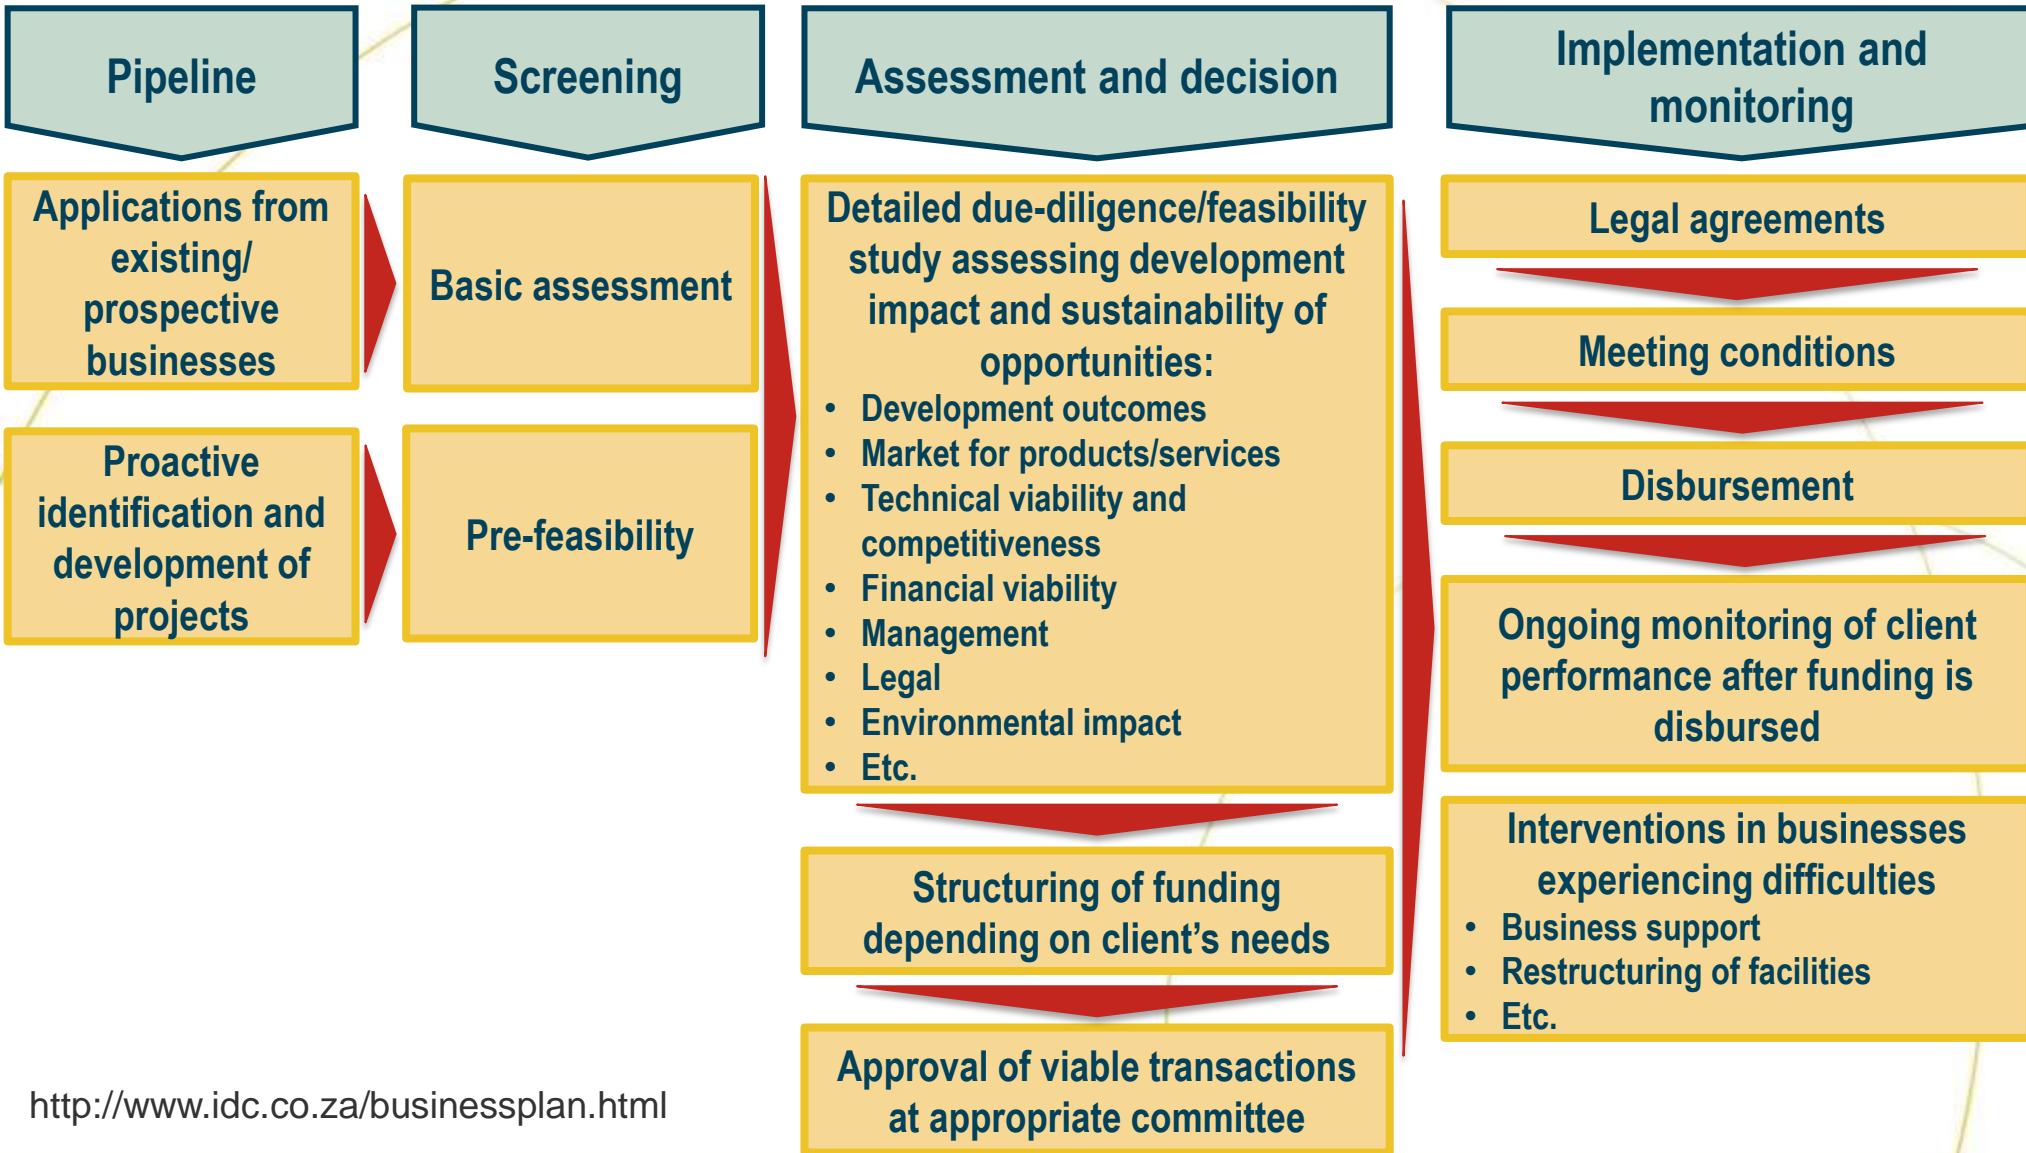 Pipeline
Screening
Assessment and decision
Implementation and
monitoring
Applications from
existing/
prospective
businesses
Proactive
identification and
development of
projects
Basic assessment
Pre-feasibility
Detailed due-diligence/feasibility
study assessing development
impact and sustainability of
opportunities:
• Development outcomes
• Market for products/services
• Technical viability and
competitiveness
• Financial viability
• Management
• Legal
• Environmental impact
• Etc.
Structuring of funding
depending on client’s needs
Approval of viable transactions
at appropriate committee
Legal agreements
Meeting conditions
Disbursement
Ongoing monitoring of client
performance after funding is
disbursed
Interventions in businesses
experiencing difficulties
• Business support
• Restructuring of facilities
• Etc.
http://www.idc.co.za/businessplan.html